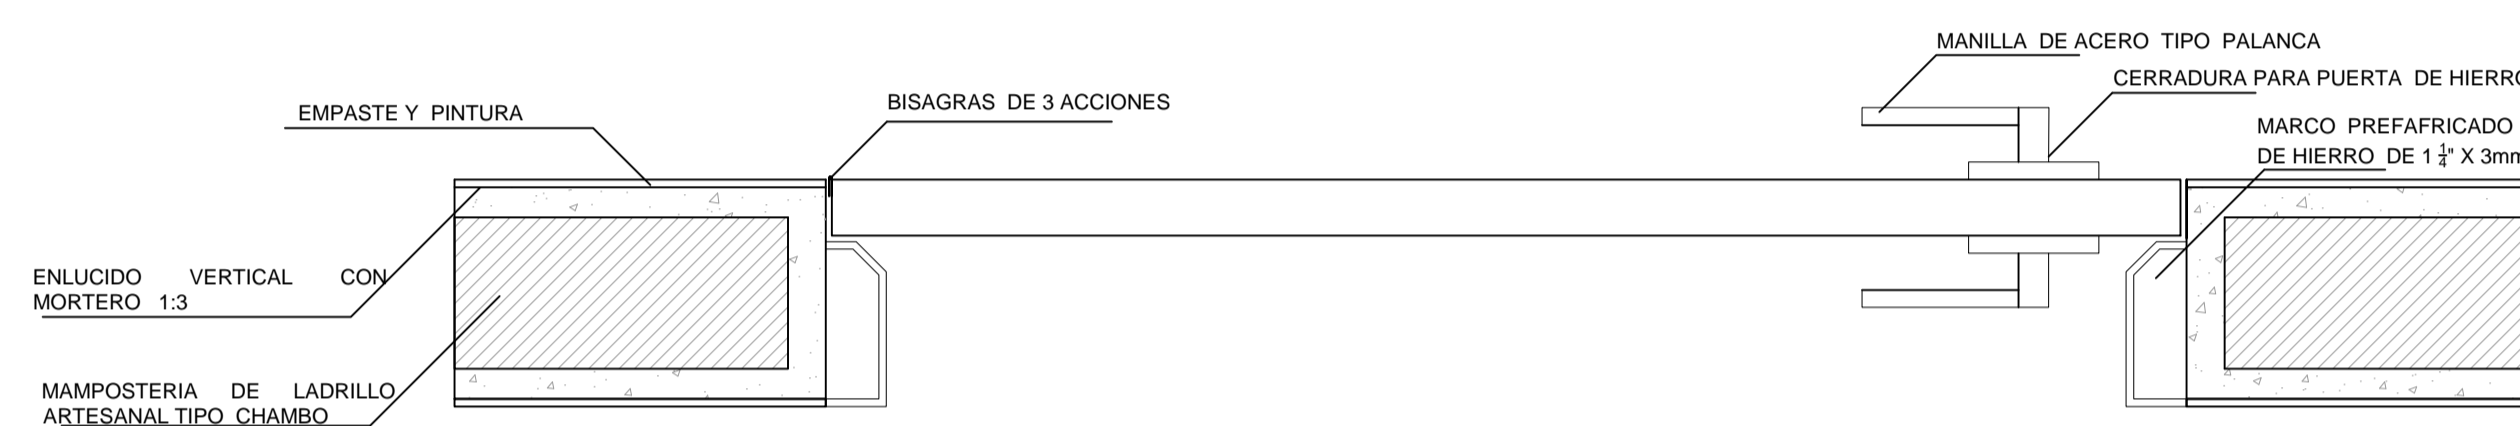 MANILLA DE ACERO TIPO PALANCA
CERRADURA PARA PUERTA DE HIERRO
BISAGRAS DE 3 ACCIONES
EMPASTE Y PINTURA
MARCO PREFAFRICADO
DE HIERRO DE 1 1/4" X 3mm
ENLUCIDO VERTICAL CON
MORTERO 1:3
MAMPOSTERIA DE LADRILLO
ARTESANAL TIPO CHAMBO